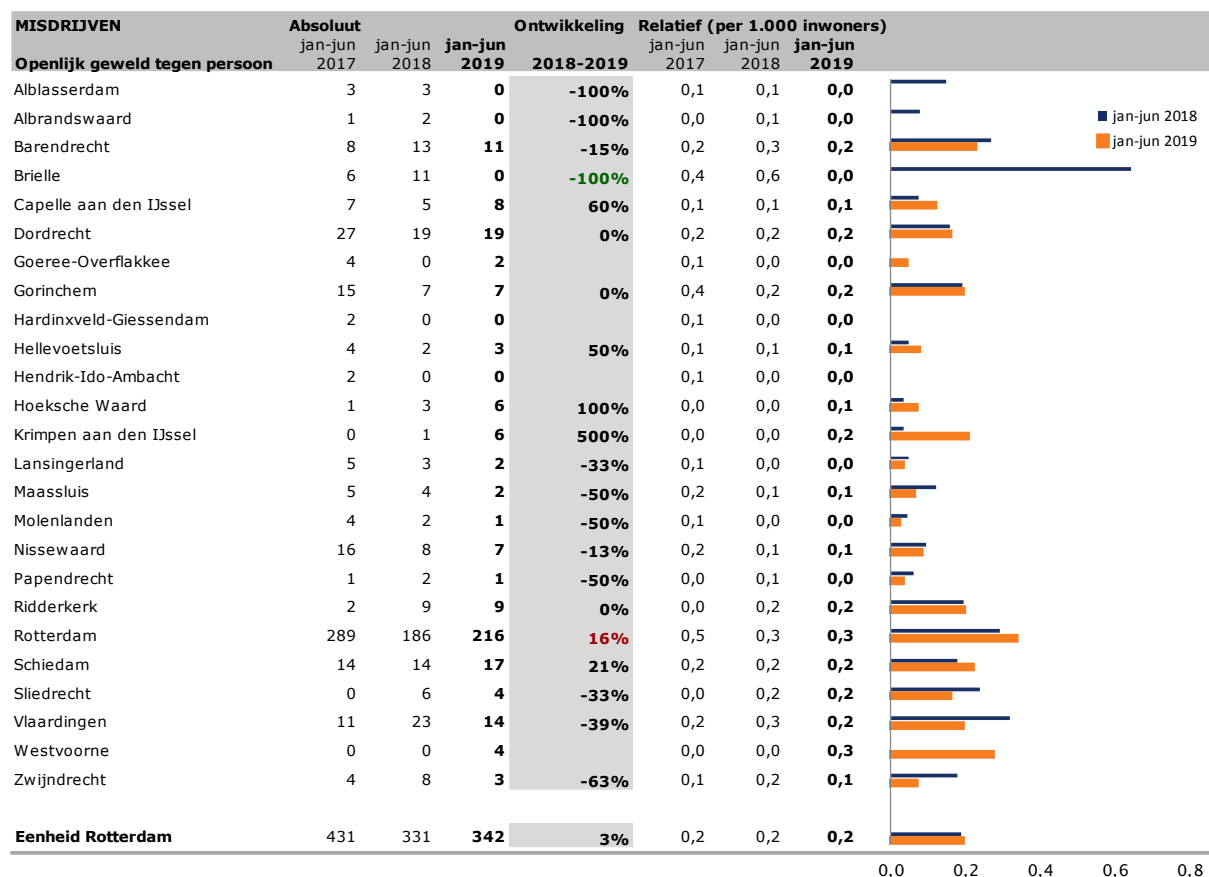 MISDRIJVEN Absoluut Ontwikkeling Relatief (per 1.000 inwoners)
jan-jun jan-jun jan-jun jan-jun jan-jun jan-jun
Openlijk geweld tegen persoon 2017 2018 2019 2018-2019 2017 2018 2019
Alblasserdam 3 3 0 -100% 0,1 0,1 0,0
jan-jun 2018
Albrandswaard 1 2 0 -100% 0,0 0,1 0,0
jan-jun 2019
Barendrecht 8 13 11 -15% 0,2 0,3 0,2
Brielle 6 11 0 -100% 0,4 0,6 0,0
Capelle aan den IJssel 7 5 8 60% 0,1 0,1 0,1
Dordrecht 27 19 19 0% 0,2 0,2 0,2
Goeree-Overflakkee 4 0 2 0,1 0,0 0,0
Gorinchem 15 7 7 0% 0,4 0,2 0,2
Hardinxveld-Giessendam 2 0 0 0,1 0,0 0,0
Hellevoetsluis 4 2 3 50% 0,1 0,1 0,1
Hendrik-Ido-Ambacht 2 0 0 0,1 0,0 0,0
Hoeksche Waard 1 3 6 100% 0,0 0,0 0,1
Krimpen aan den IJssel 0 1 6 500% 0,0 0,0 0,2
Lansingerland 5 3 2 -33% 0,1 0,0 0,0
Maassluis 5 4 2 -50% 0,2 0,1 0,1
Molenlanden 4 2 1 -50% 0,1 0,0 0,0
Nissewaard 16 8 7 -13% 0,2 0,1 0,1
Papendrecht 1 2 1 -50% 0,0 0,1 0,0
Ridderkerk 2 9 9 0% 0,0 0,2 0,2
Rotterdam 289 186 216 16% 0,5 0,3 0,3
Schiedam 14 14 17 21% 0,2 0,2 0,2
Sliedrecht 0 6 4 -33% 0,0 0,2 0,2
Vlaardingen 11 23 14 -39% 0,2 0,3 0,2
Westvoorne 0 0 4 0,0 0,0 0,3
Zwijndrecht 4 8 3 -63% 0,1 0,2 0,1
Eenheid Rotterdam 431 331 342 3% 0,2 0,2 0,2
0,0 0,2 0,4 0,6 0,8